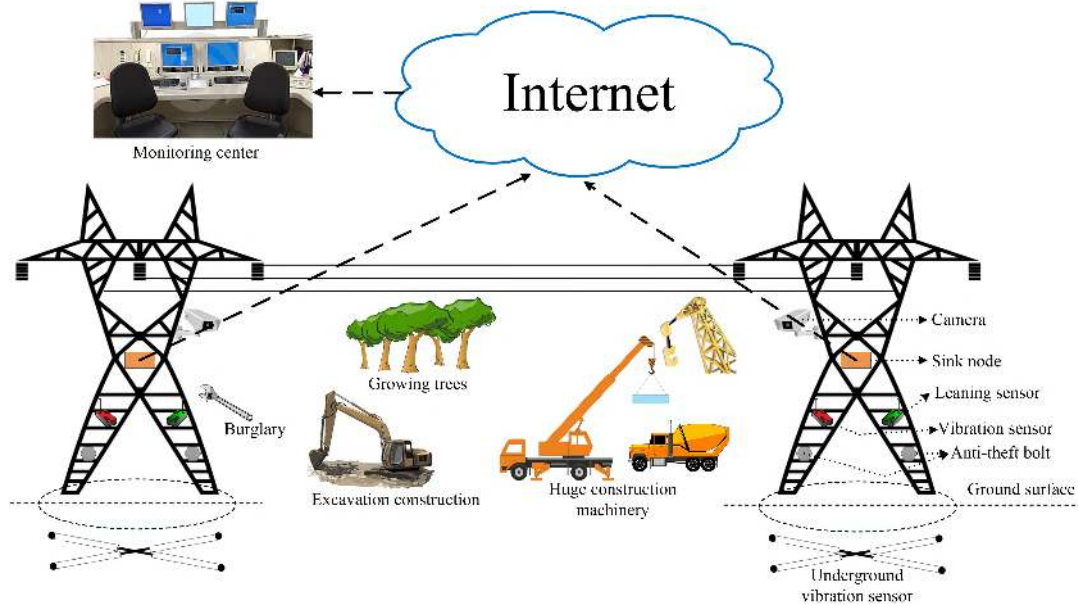 Internet
Monitoring center
Camera
Growing trees
Sink node
Leaning sensor
Burglary
Vibration sensor
Anti-theft bolt
Excavation construction
Huge construction
machinery
Ground surface
Underground
vibration sensor